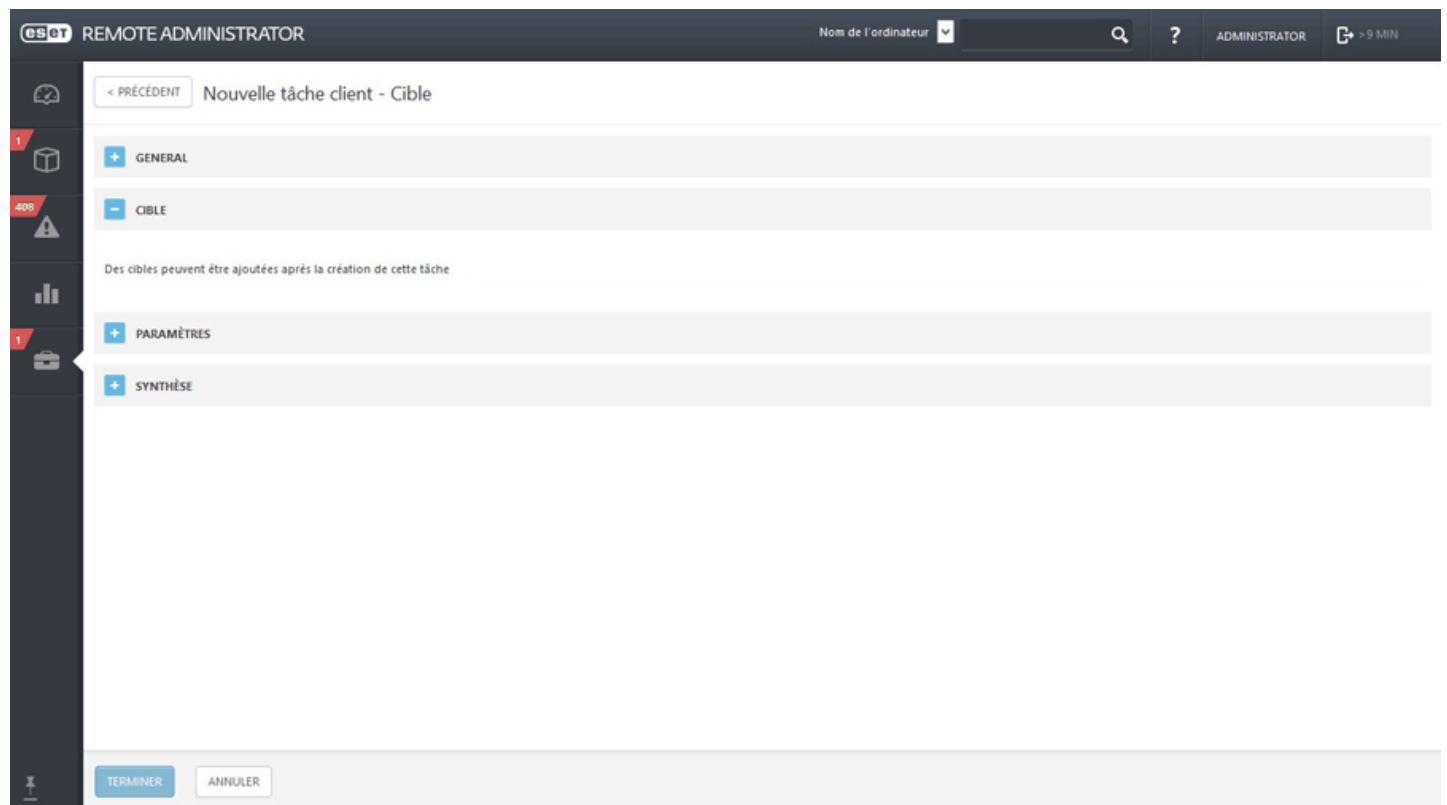 eset REMOTE ADMINISTRATOR
Nom de l'ordinateur
? ADMINISTRATOR >9 MIN
< PRÉCÉDENT Nouvelle tâche client - Cible
1
+ GENERAL
408
− CIBLE
Des cibles peuvent être ajoutées après la création de cette tâche
1
+ PARAMÈTRES
+ SYNTHÈSE
TERMINER ANNULER